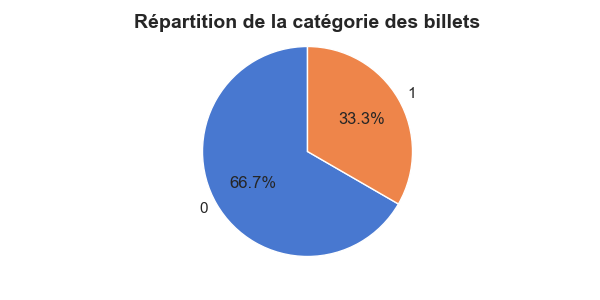 Répartition de la catégorie des billets
1
33.3%
66.7%
0